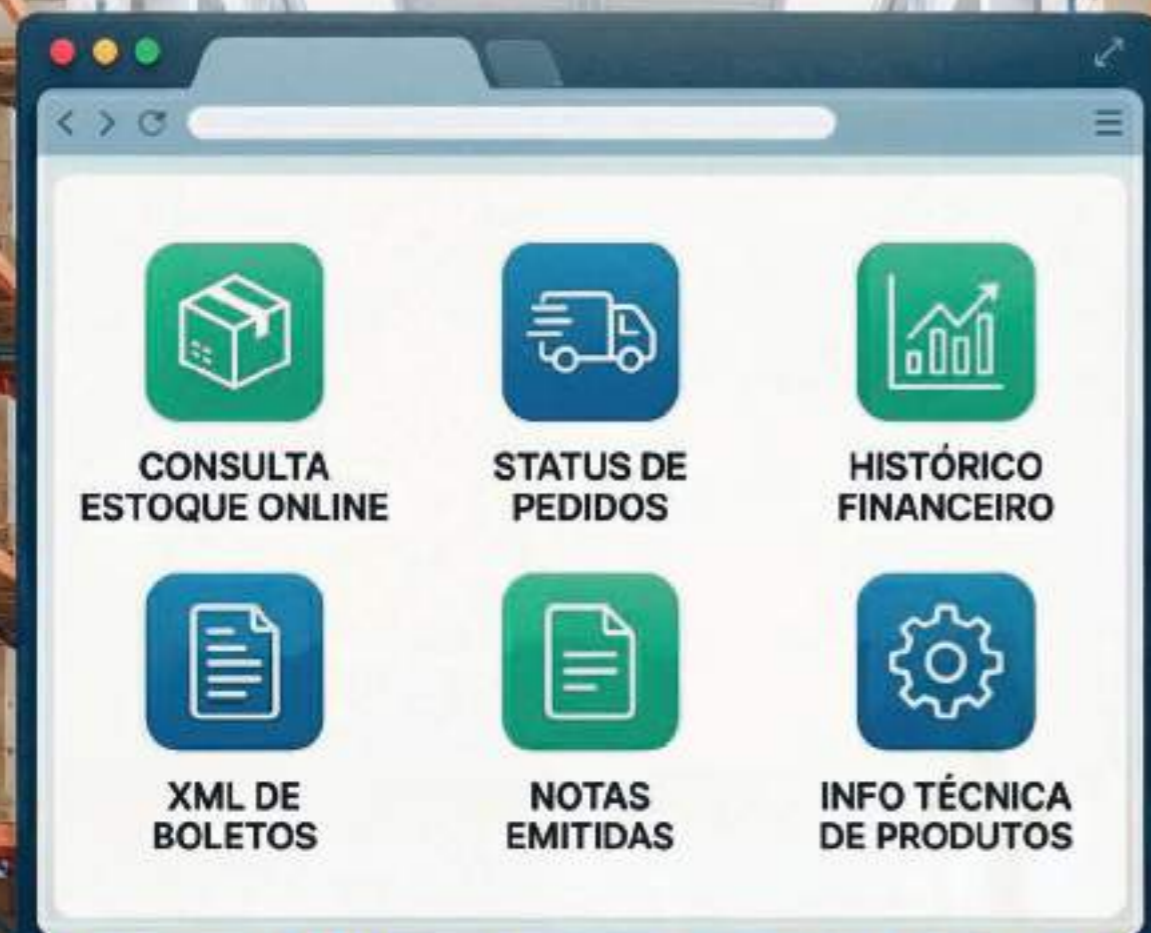 CONSULTA
ESTOQUE ONLINE
STATUS DE
PEDIDOS
HISTÓRICO
FINANCEIRO
XML DE
BOLETOS
NOTAS
EMITIDAS
INFO TÉCNICA
DE PRODUTOS